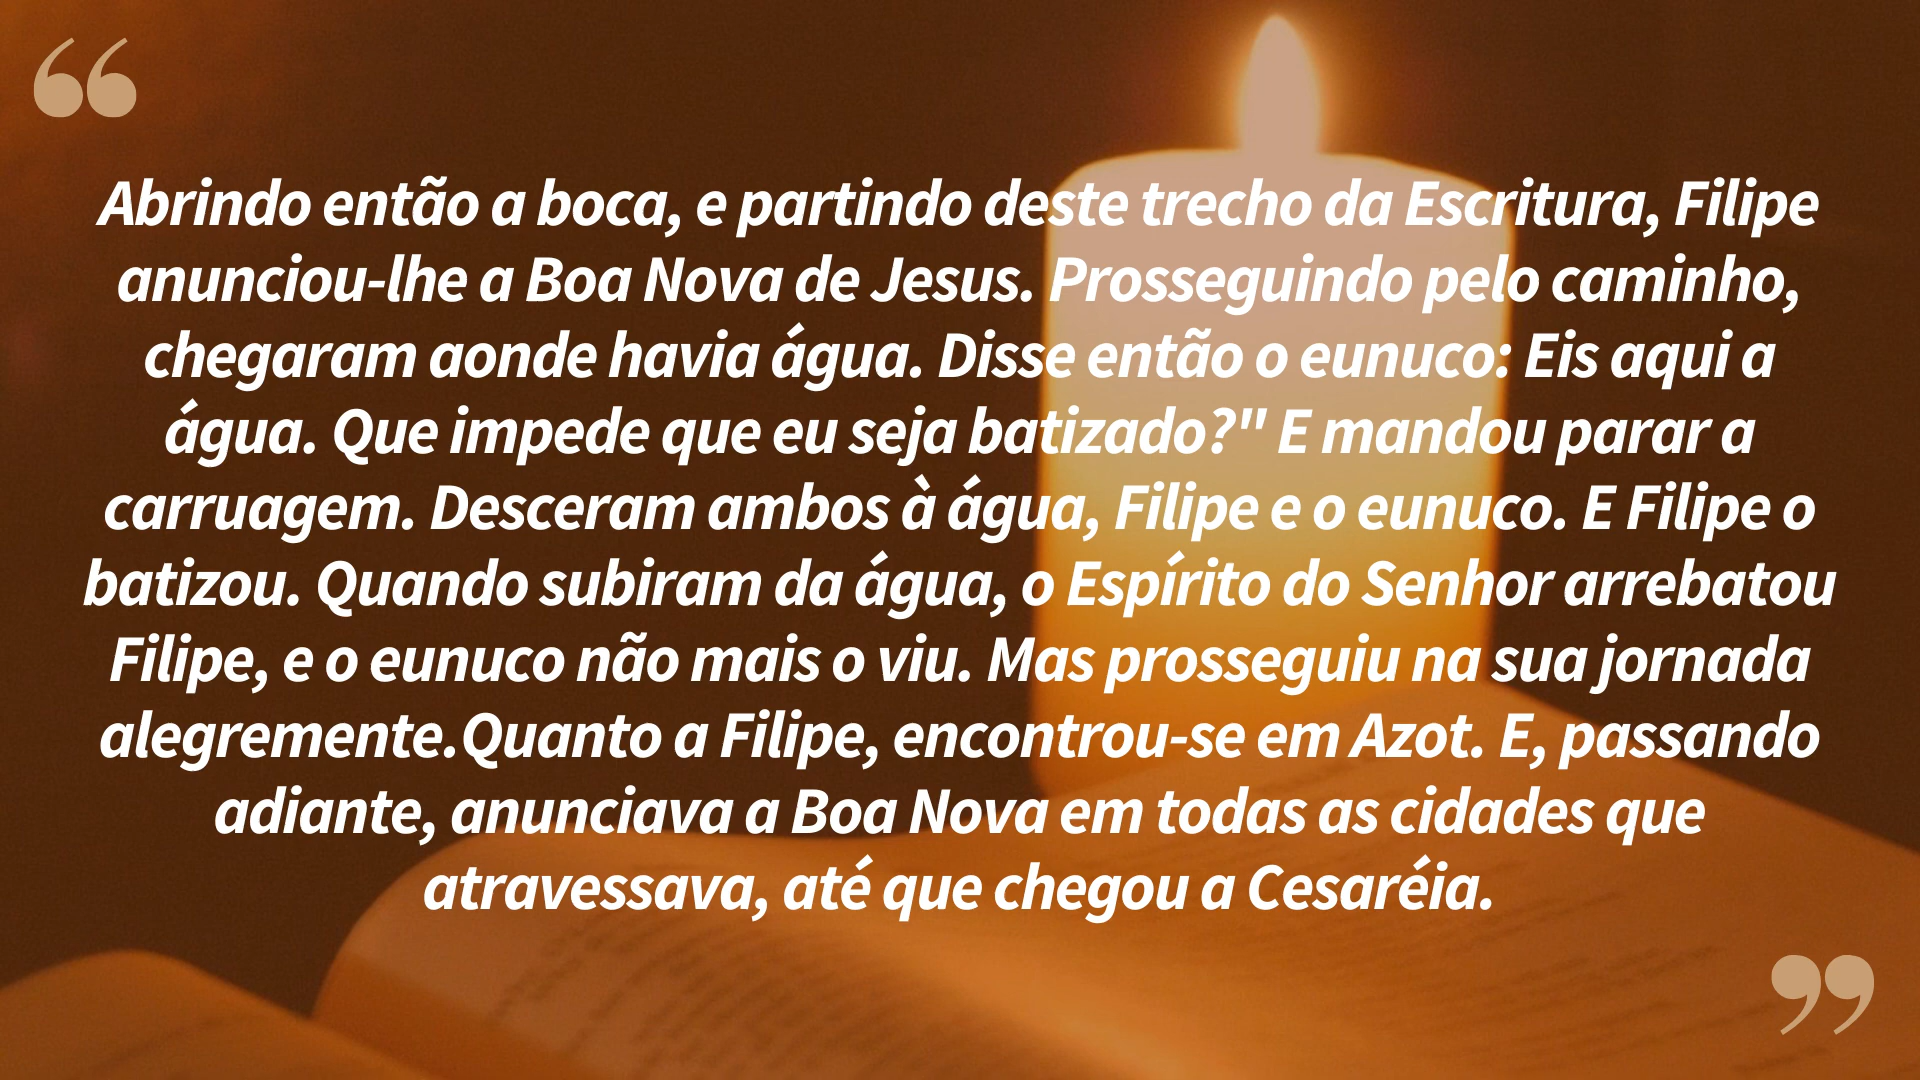 “
Abrindo então a boca, e partindo deste trecho da Escritura, Filipe
anunciou-lhe a Boa Nova de Jesus. Prosseguindo pelo caminho,
chegaram aonde havia água. Disse então o eunuco: Eis aqui a
água. Que impede que eu seja batizado?" E mandou parar a
carruagem. Desceram ambos à água, Filipe e o eunuco. E Filipe o
batizou. Quando subiram da água, o Espírito do Senhor arrebatou
Filipe, e o eunuco não mais o viu. Mas prosseguiu na sua jornada
alegremente.Quanto a Filipe, encontrou-se em Azot. E, passando
adiante, anunciava a Boa Nova em todas as cidades que
atravessava, até que chegou a Cesaréia.
”